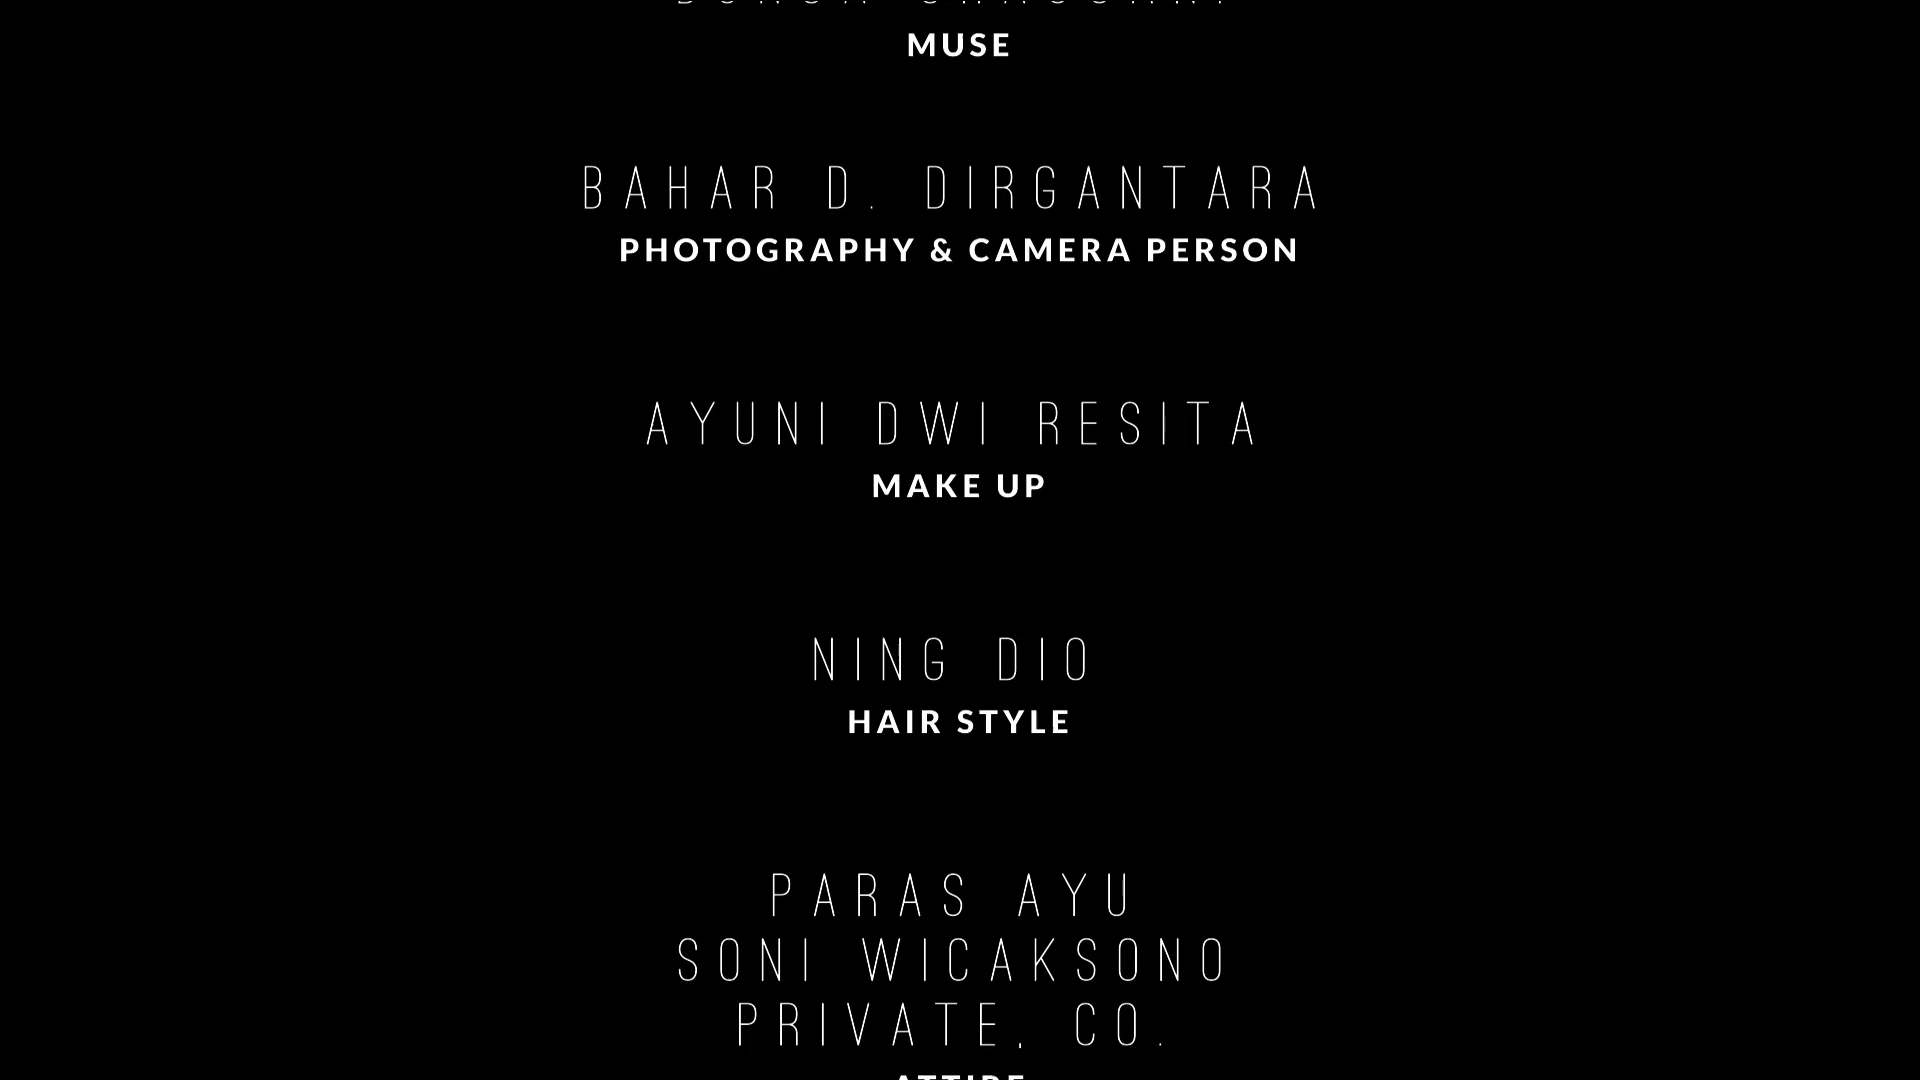 MUSE
BAHAR D. DIRGANTARA
PHOTOGRAPHY & CAMERA PERSON
AYUNI DWI RESITA
MAKE UP
NING DIO
HAIR STYLE
PARAS AYU
SONI WICAKSONO
PRIVATE, CO.
ATTIRE